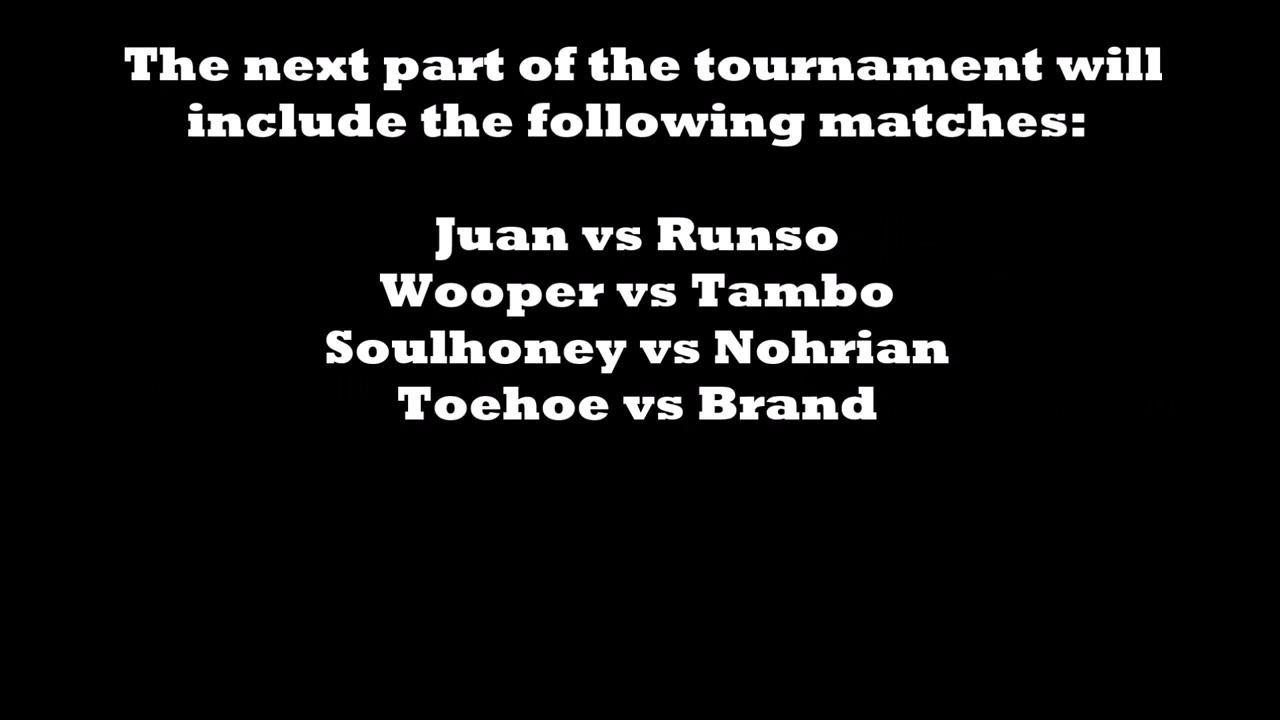 The next part of the tournament will
include the following matches:
Juan vs Runso
Wooper vs Tambo
Soulhoney vs Nohrian
Toehoe vs Brand